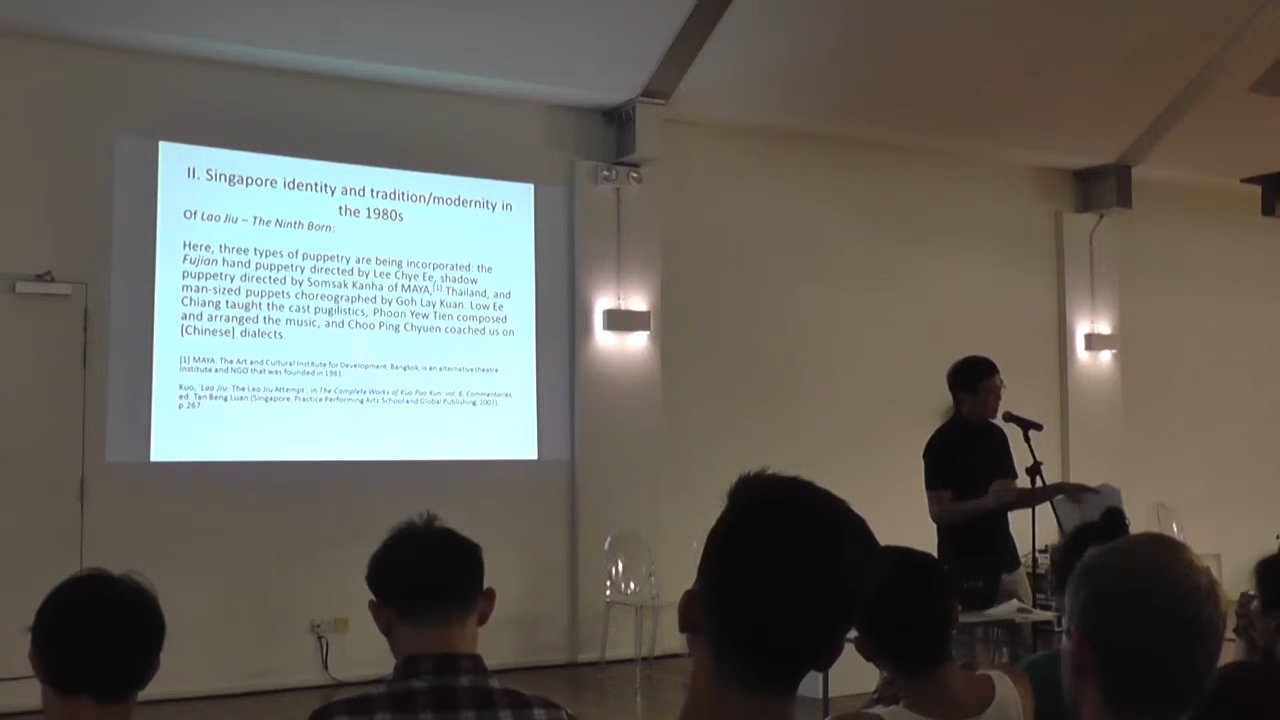 II. Singapore identity and tradition/modernity in
the 1980s
Of Lao Jiu – The Ninth Born:
Here, three types of puppetry are being incorporated: the
Fujian hand puppetry directed by Lee Chye Ee, shadow
puppetry directed by Somsak Kanha of MAYA,[1] Thailand, and
man-sized puppets choreographed by Goh Lay Kuan. Low Ee
Chiang taught the cast pugilistics, Phoon Yew Tien composed
and arranged the music, and Choo Ping Chyuen coached us on
[Chinese] dialects.
[1] MAYA: The Art and Cultural Institute for Development, Bangkok, is an alternative theatre
institute and NGO that was founded in 1981.
Kuo, 'Lao Jiu: The Lao Jiu Attempt', in The Complete Works of Kuo Pao Kun: vol. 6, Commentaries,
ed. Tan Beng Luan (Singapore: Practice Performing Arts School and Global Publishing, 2007),
p.267.